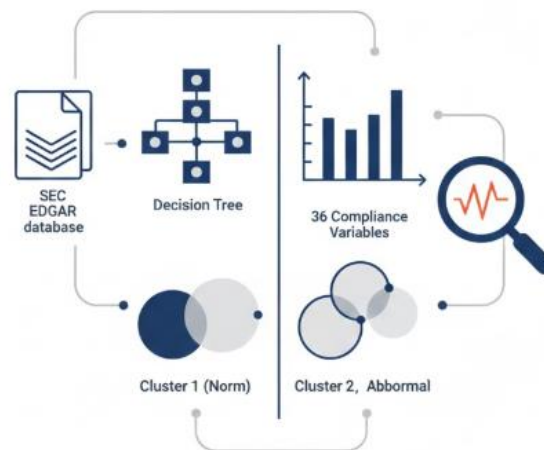 SEC
EDGAR
database
Decision Tree
36 Compliance
Variables
Cluster 1 (Norm)
Cluster 2, Abbormal